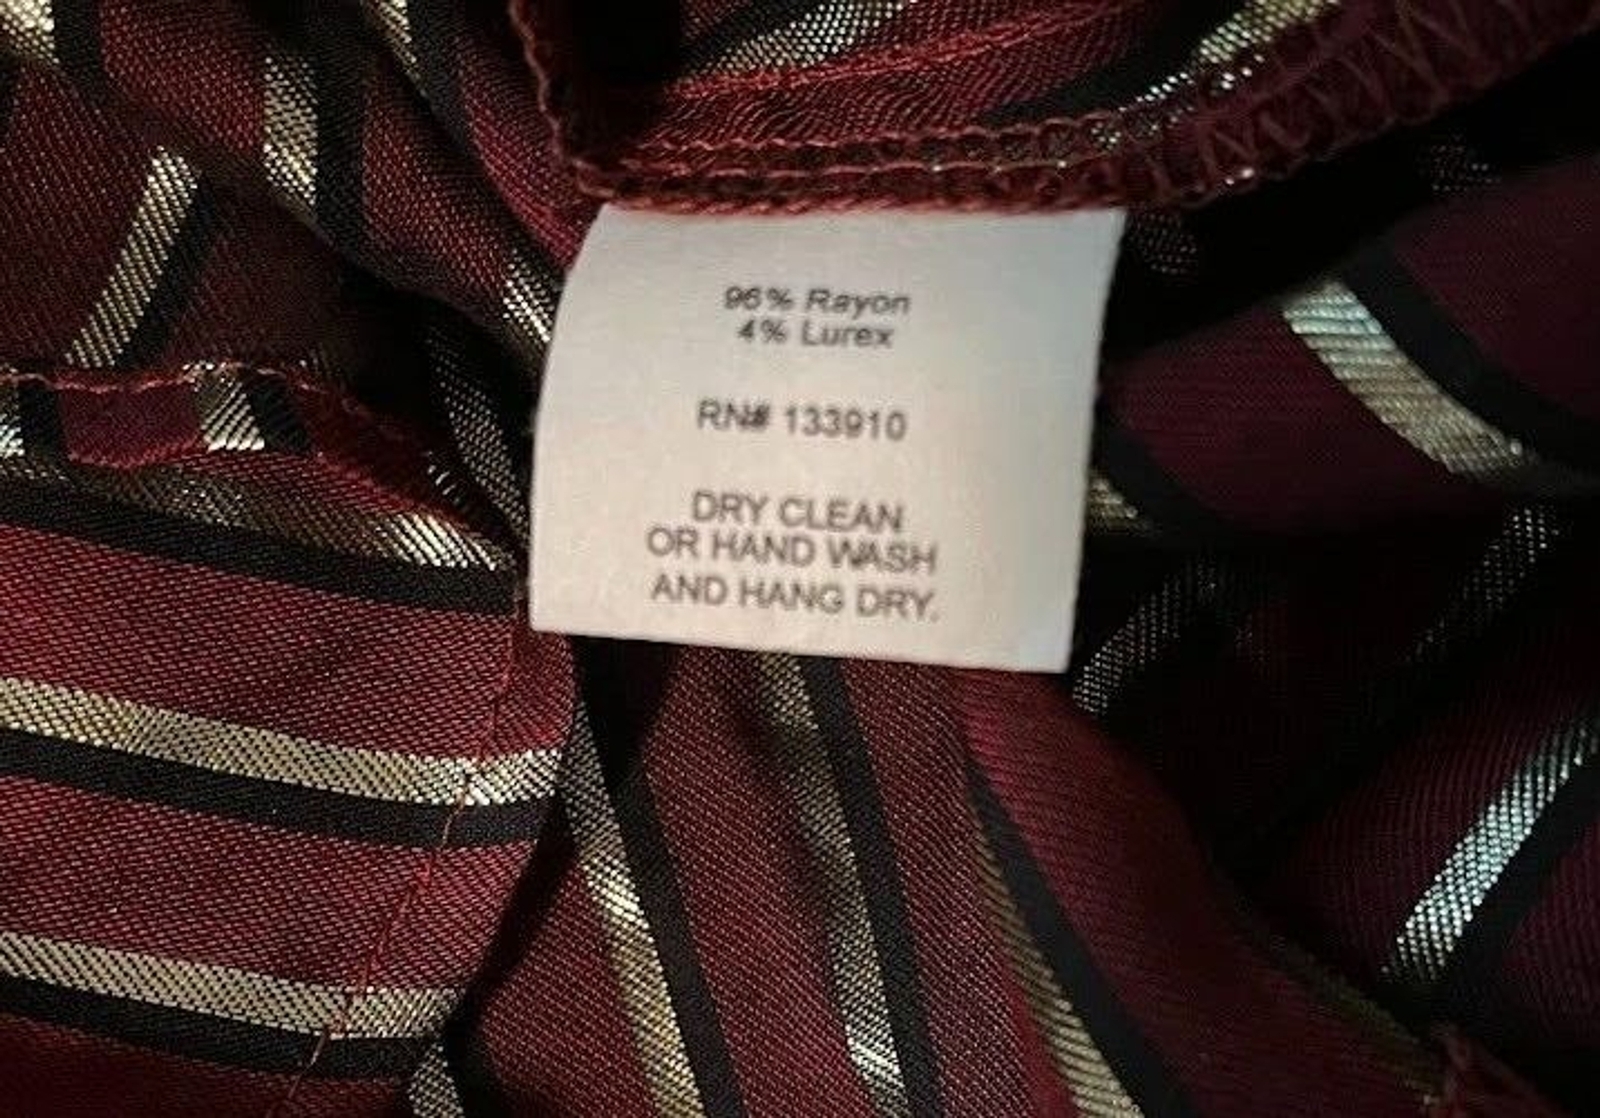 96% Rayon
4% Lurex
RN# 133910
DRY CLEAN
OR HAND WASH
AND HANG DRY.